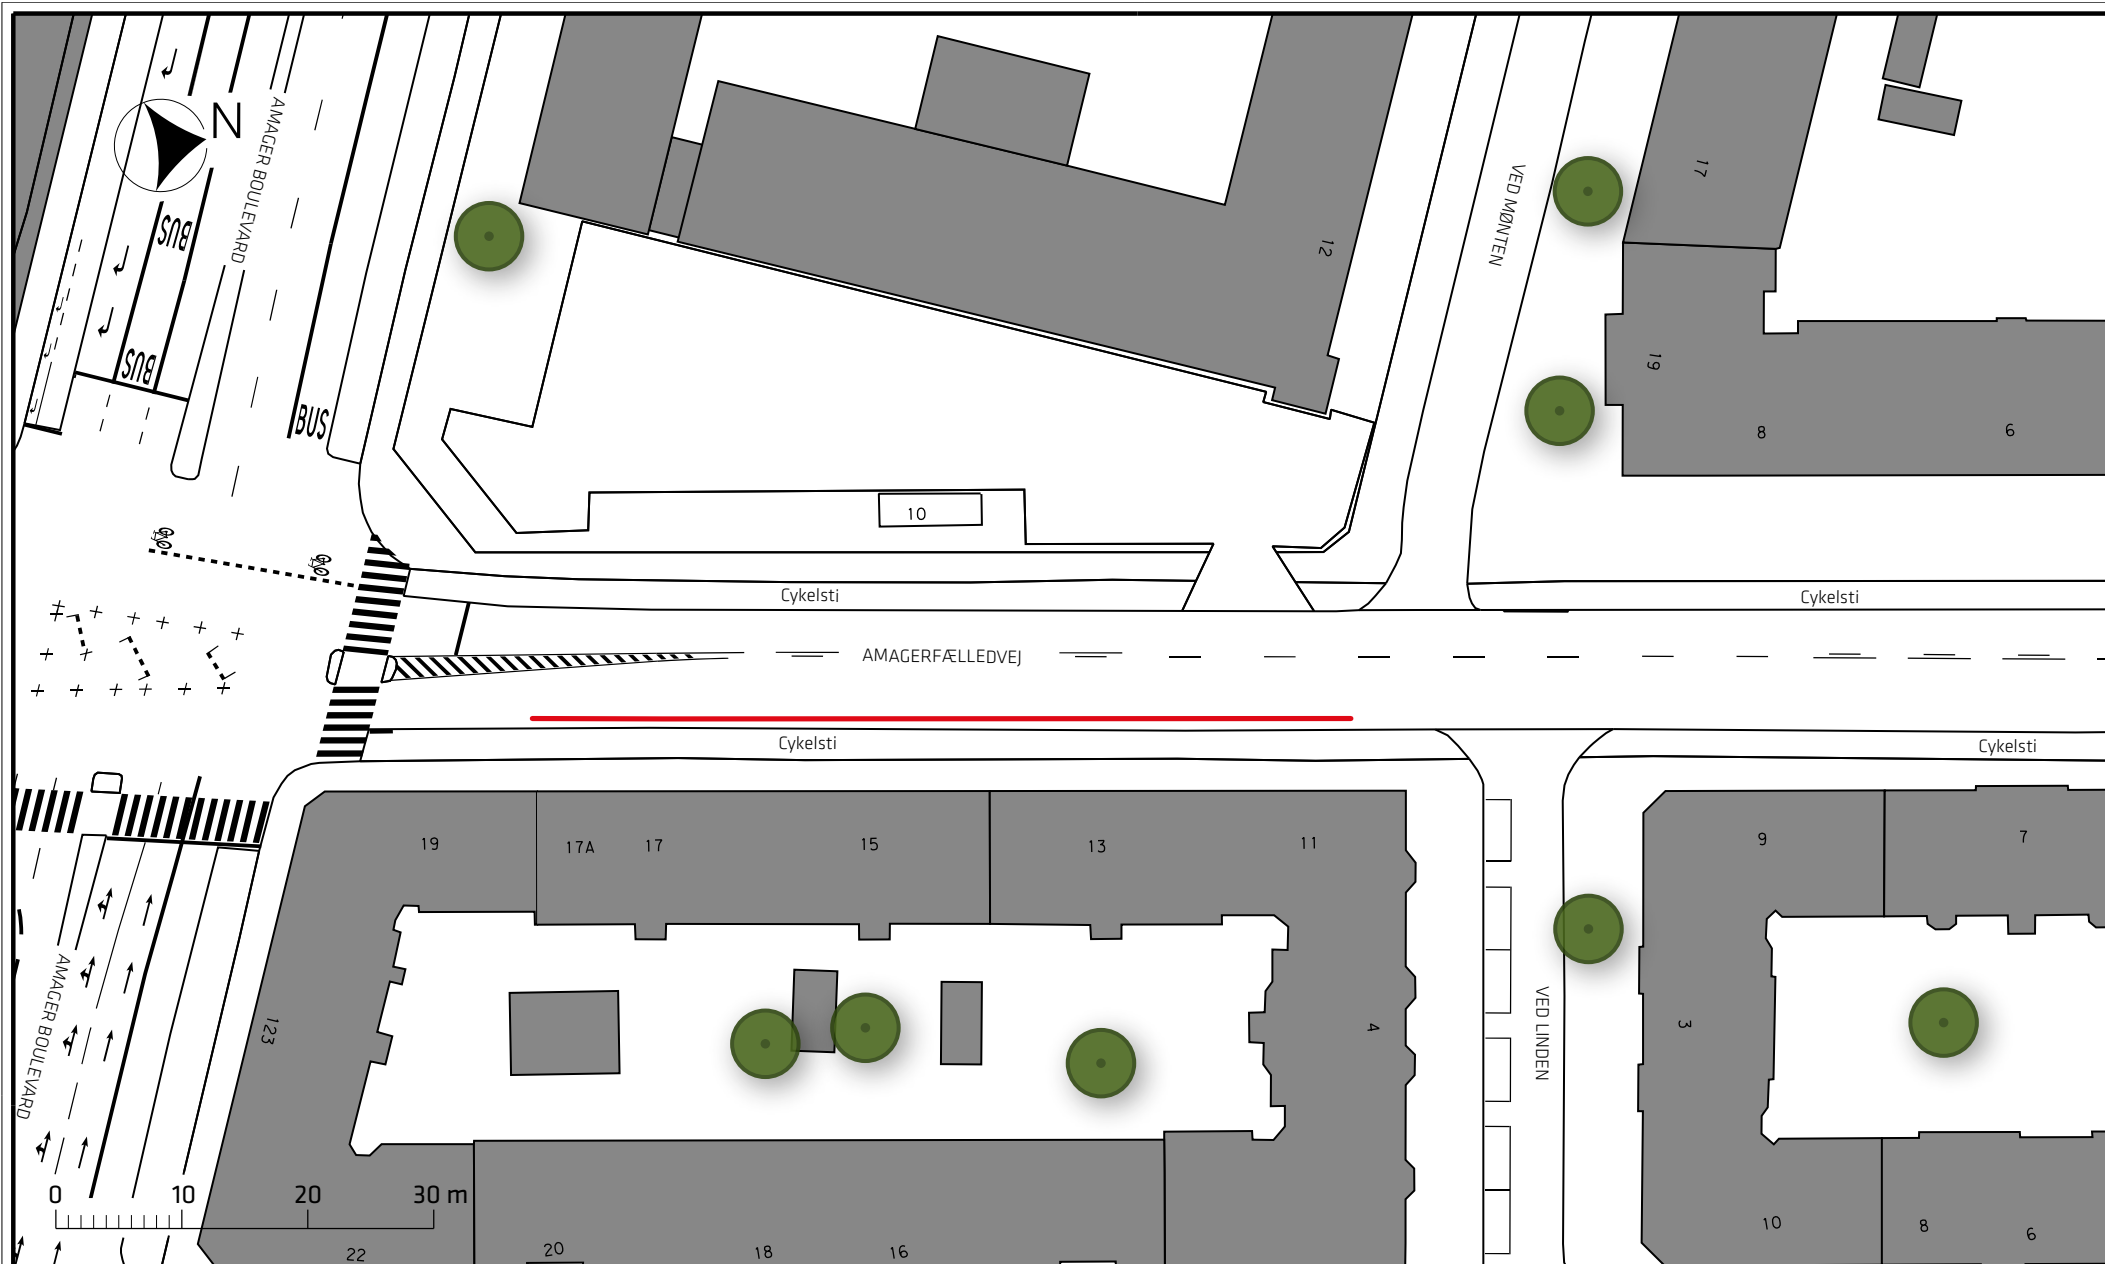 N
AMAGER BOULEVARD
BUS
BUS
BUS
12
VED MØNTEN
17
19
8
6
10
Cykelsti
Cykelsti
AMAGERFÆLLEDVEJ
Cykelsti
Cykelsti
19
17A
17
15
13
11
9
7
123
4
3
AMAGER BOULEVARD
VED LINDEN
0
10
20
30 m
22
20
18
16
10
8
6